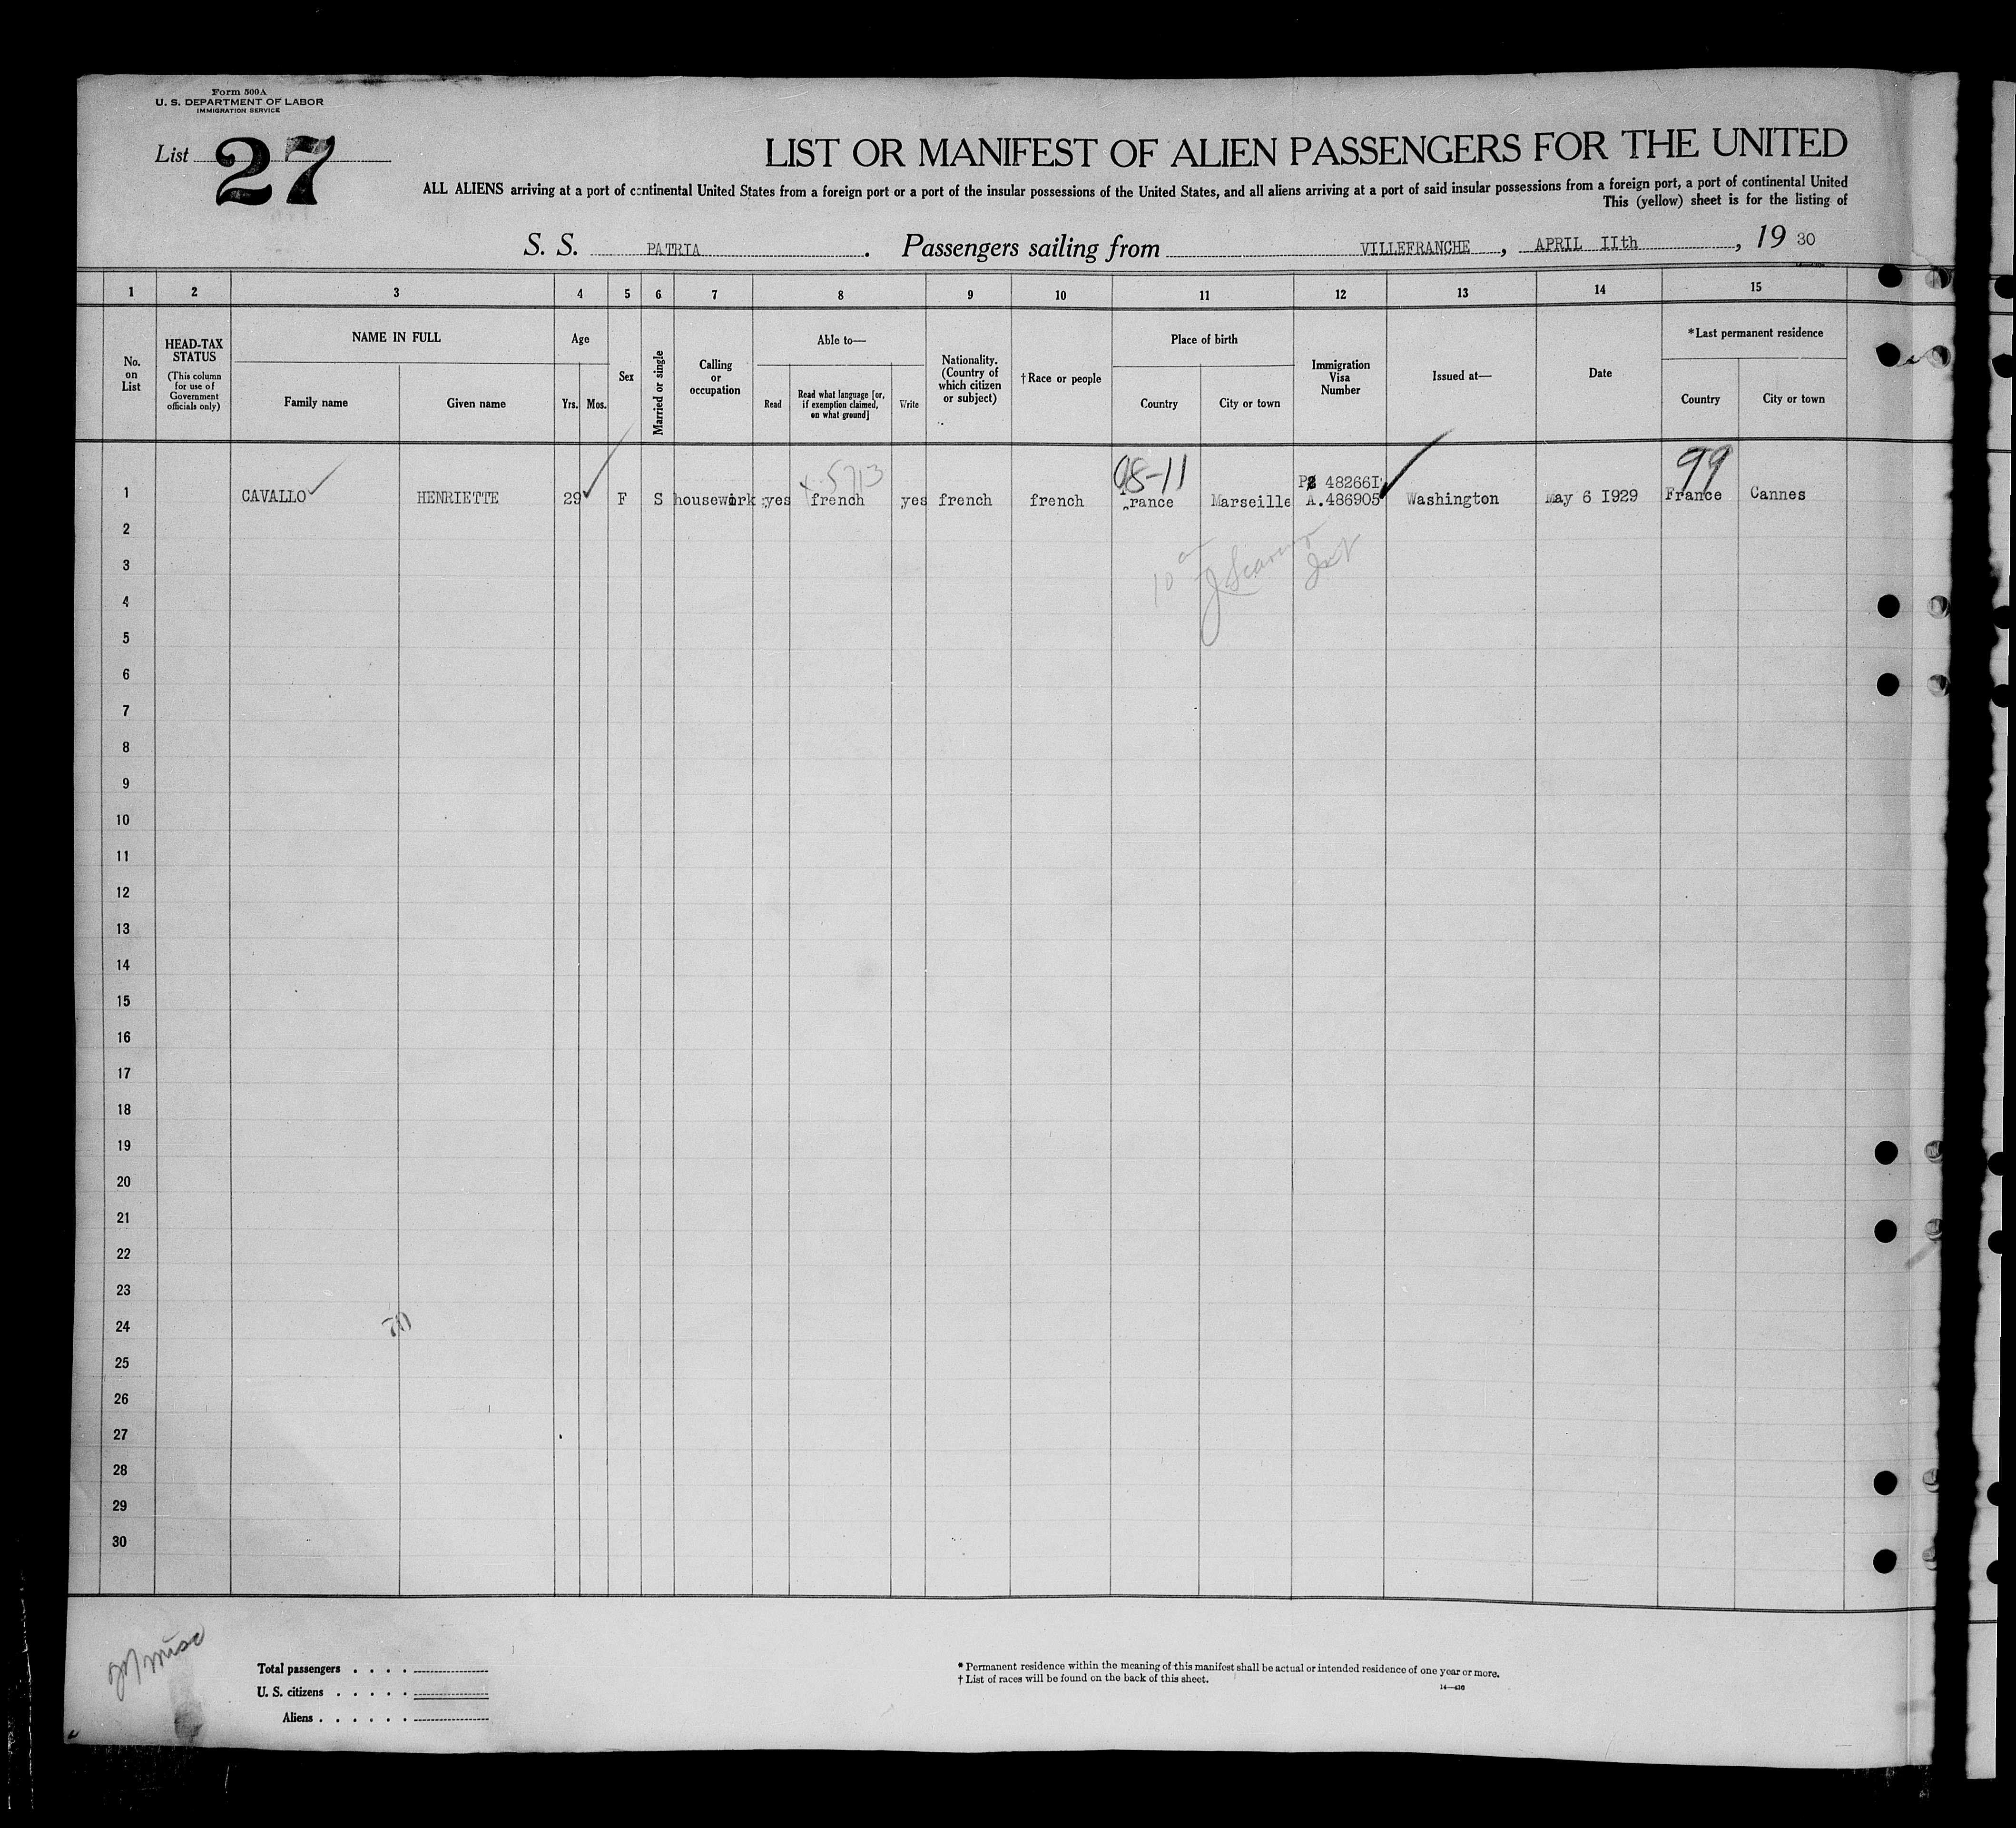 Form 500A
U. S. DEPARTMENT OF LABOR
IMMIGRATION SERVICE
List 27
LIST OR MANIFEST OF ALIEN PASSENGERS FOR THE UNITED
ALL ALIENS arriving at a port of continental United States from a foreign port or a port of the insular possessions of the United States, and all aliens arriving at a port of said insular possessions from a foreign port, a port of continental United
This (yellow) sheet is for the listing of
S. S. PATRIA. Passengers sailing from VILLEFRANCHE, APRIL IIth, 19 30
1 2 3 4 5 6 7 8 9 10 11 12 13 14 15
No. on List
HEAD-TAX STATUS
(This column for use of Government officials only)
NAME IN FULL
Family name
Given name
Age
Yrs. Mos.
Sex
Married or single
Calling or occupation
Able to—
Read
Read what language [or, if exemption claimed, on what ground]
Write
Nationality. (Country of which citizen or subject)
†Race or people
Place of birth
Country
City or town
Immigration Visa Number
Issued at—
Date
*Last permanent residence
Country
City or town
5713 08-11 99
48266I
1 CAVALLO HENRIETTE 29 F S housework yes french yes french french rance Marseille A.486905 Washington May 6 I929 France Cannes
10
2
3
4
5
6
7
8
9
10
11
12
13
14
15
16
17
18
19
20
21
22
23
24
25
26
27
28
29
30
Total passengers . . . .
U. S. citizens . . . . .
Aliens . . . . . .
* Permanent residence within the meaning of this manifest shall be actual or intended residence of one year or more.
† List of races will be found on the back of this sheet.
14—430